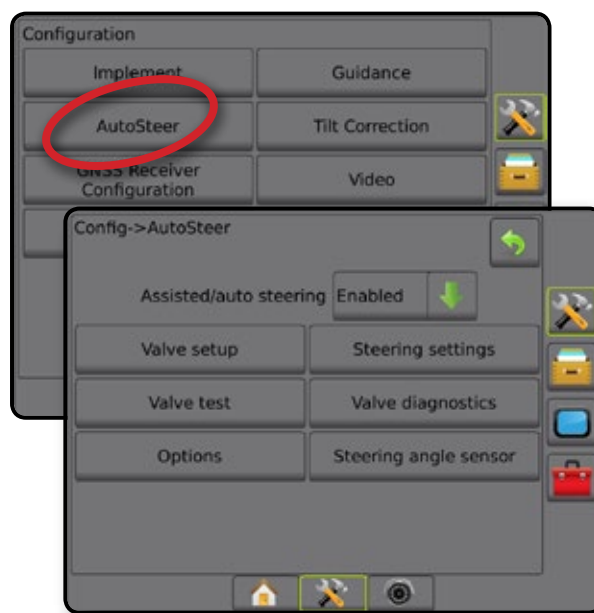 Configuration
Implement
Guidance
AutoSteer
Tilt Correction
GNSS Receiver
Configuration
Video
Config->AutoSteer
Assisted/auto steering Enabled
Valve setup
Steering settings
Valve test
Valve diagnostics
Options
Steering angle sensor